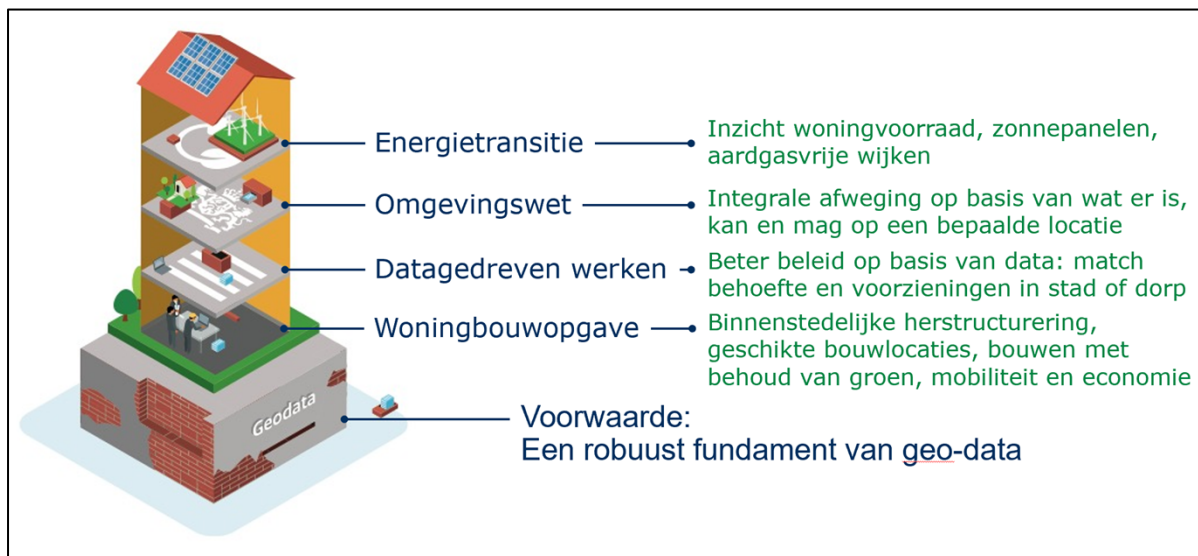 Energietransitie
Inzicht woningvoorraad, zonnepanelen,
aardgasvrije wijken
Omgevingswet
Integrale afweging op basis van wat er is,
kan en mag op een bepaalde locatie
Datagedreven werken
Beter beleid op basis van data: match
behoefte en voorzieningen in stad of dorp
Woningbouwopgave
Binnenstedelijke herstructurering,
geschikte bouwlocaties, bouwen met
behoud van groen, mobiliteit en economie
Geodata
Voorwaarde:
Een robuust fundament van geo-data